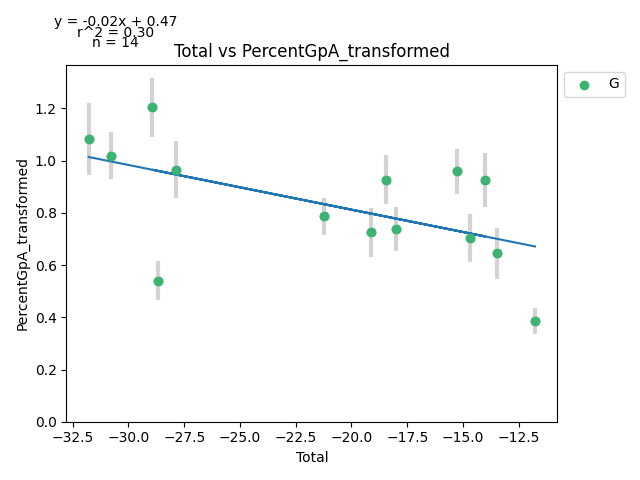 y = -0.02x + 0.47
r^2 = 0.30
n = 14
Total vs PercentGpA_transformed
G
PercentGpA_transformed
1.2
1.0
0.8
0.6
0.4
0.2
0.0
−32.5 −30.0 −27.5 −25.0 −22.5 −20.0 −17.5 −15.0 −12.5
Total